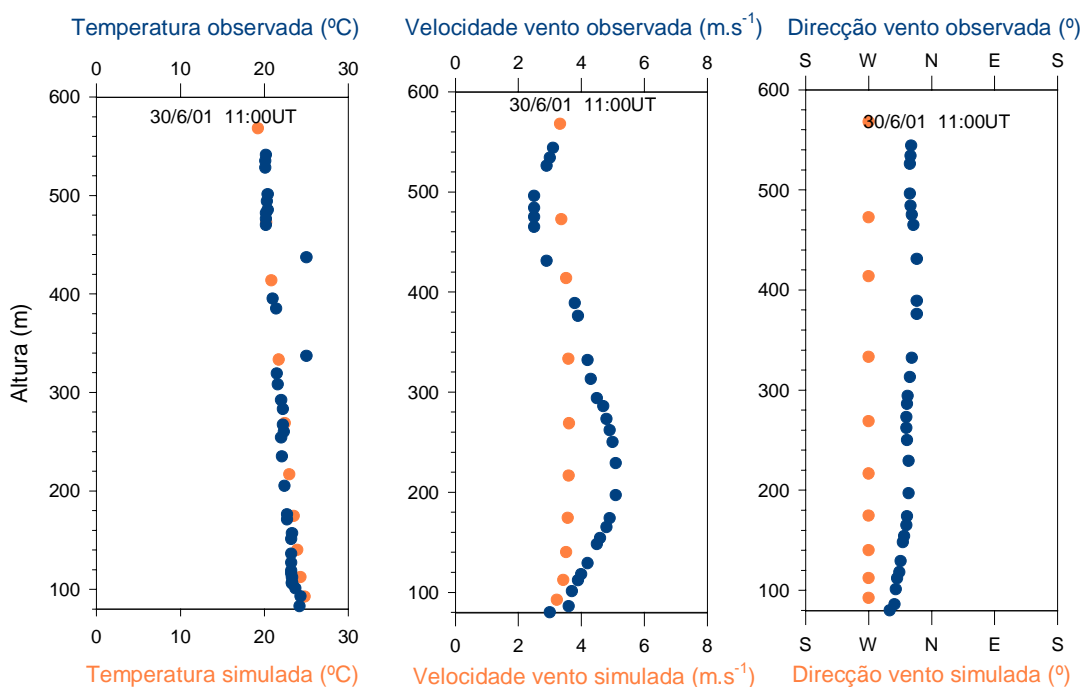 Temperatura observada (ºC)
0 10 20 30
600
500
400
300
200
100
Altura (m)
30/6/01 11:00UT
0 10 20 30
Temperatura simulada (ºC)
Velocidade vento observada (m.s⁻¹)
0 2 4 6 8
600
500
400
300
200
100
30/6/01 11:00UT
0 2 4 6 8
Velocidade vento simulada (m.s⁻¹)
Direcção vento observada (º)
S W N E S
600
500
400
300
200
100
30/6/01 11:00UT
S W N E S
Direcção vento simulada (º)